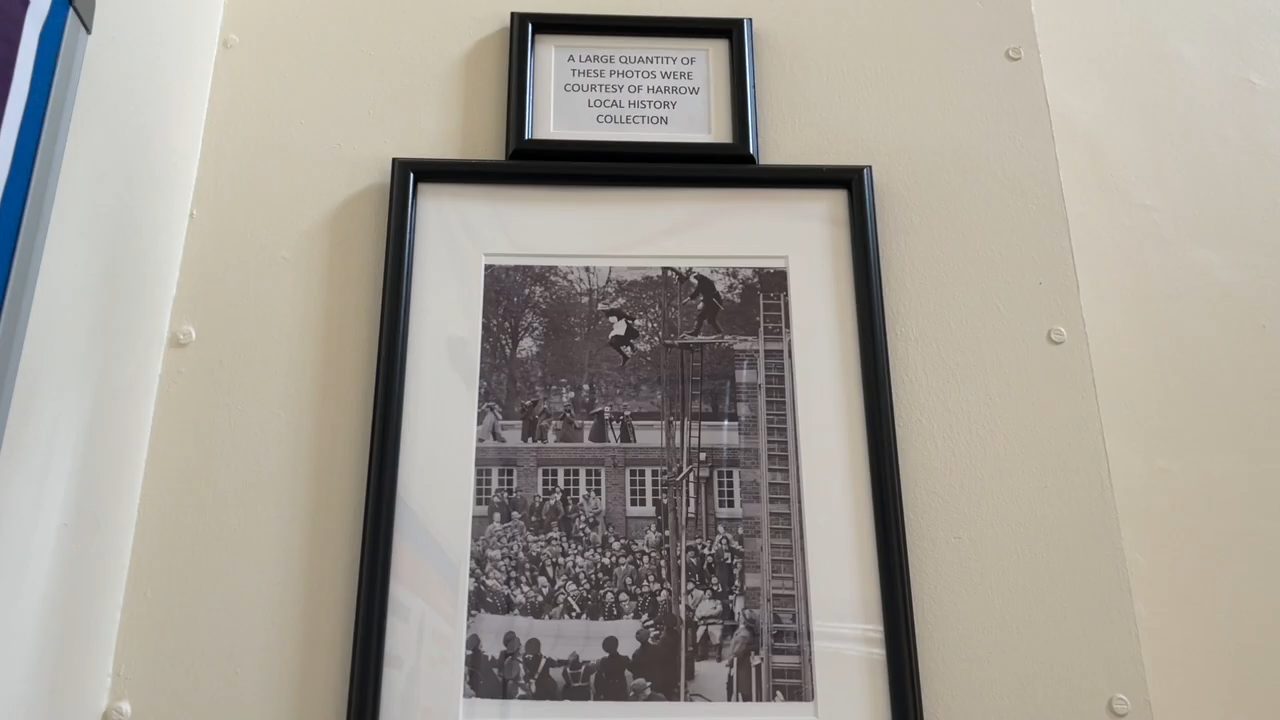 A LARGE QUANTITY OF
THESE PHOTOS WERE
COURTESY OF HARROW
LOCAL HISTORY
COLLECTION